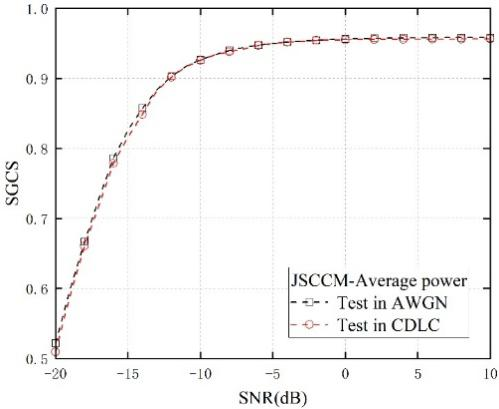 1.0
0.9
0.8
0.7
0.6
0.5
SGCS
JSCCM-Average power
Test in AWGN
Test in CDLC
-20 -15 -10 -5 0 5 10
SNR(dB)